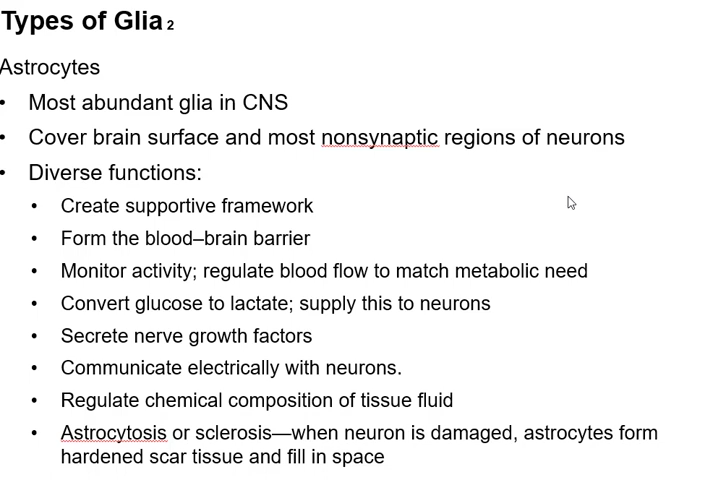 Types of Glia 2
Astrocytes
• Most abundant glia in CNS
• Cover brain surface and most nonsynaptic regions of neurons
• Diverse functions:
• Create supportive framework
• Form the blood–brain barrier
• Monitor activity; regulate blood flow to match metabolic need
• Convert glucose to lactate; supply this to neurons
• Secrete nerve growth factors
• Communicate electrically with neurons.
• Regulate chemical composition of tissue fluid
• Astrocytosis or sclerosis—when neuron is damaged, astrocytes form
hardened scar tissue and fill in space